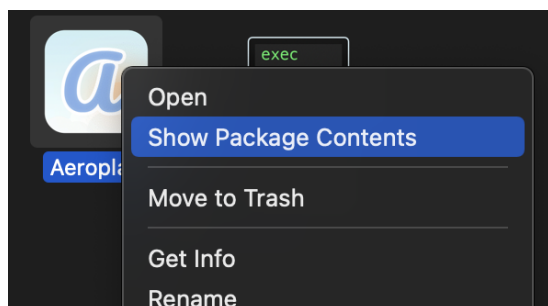 exec
Open
Show Package Contents
Aeropla
Move to Trash
Get Info
Rename